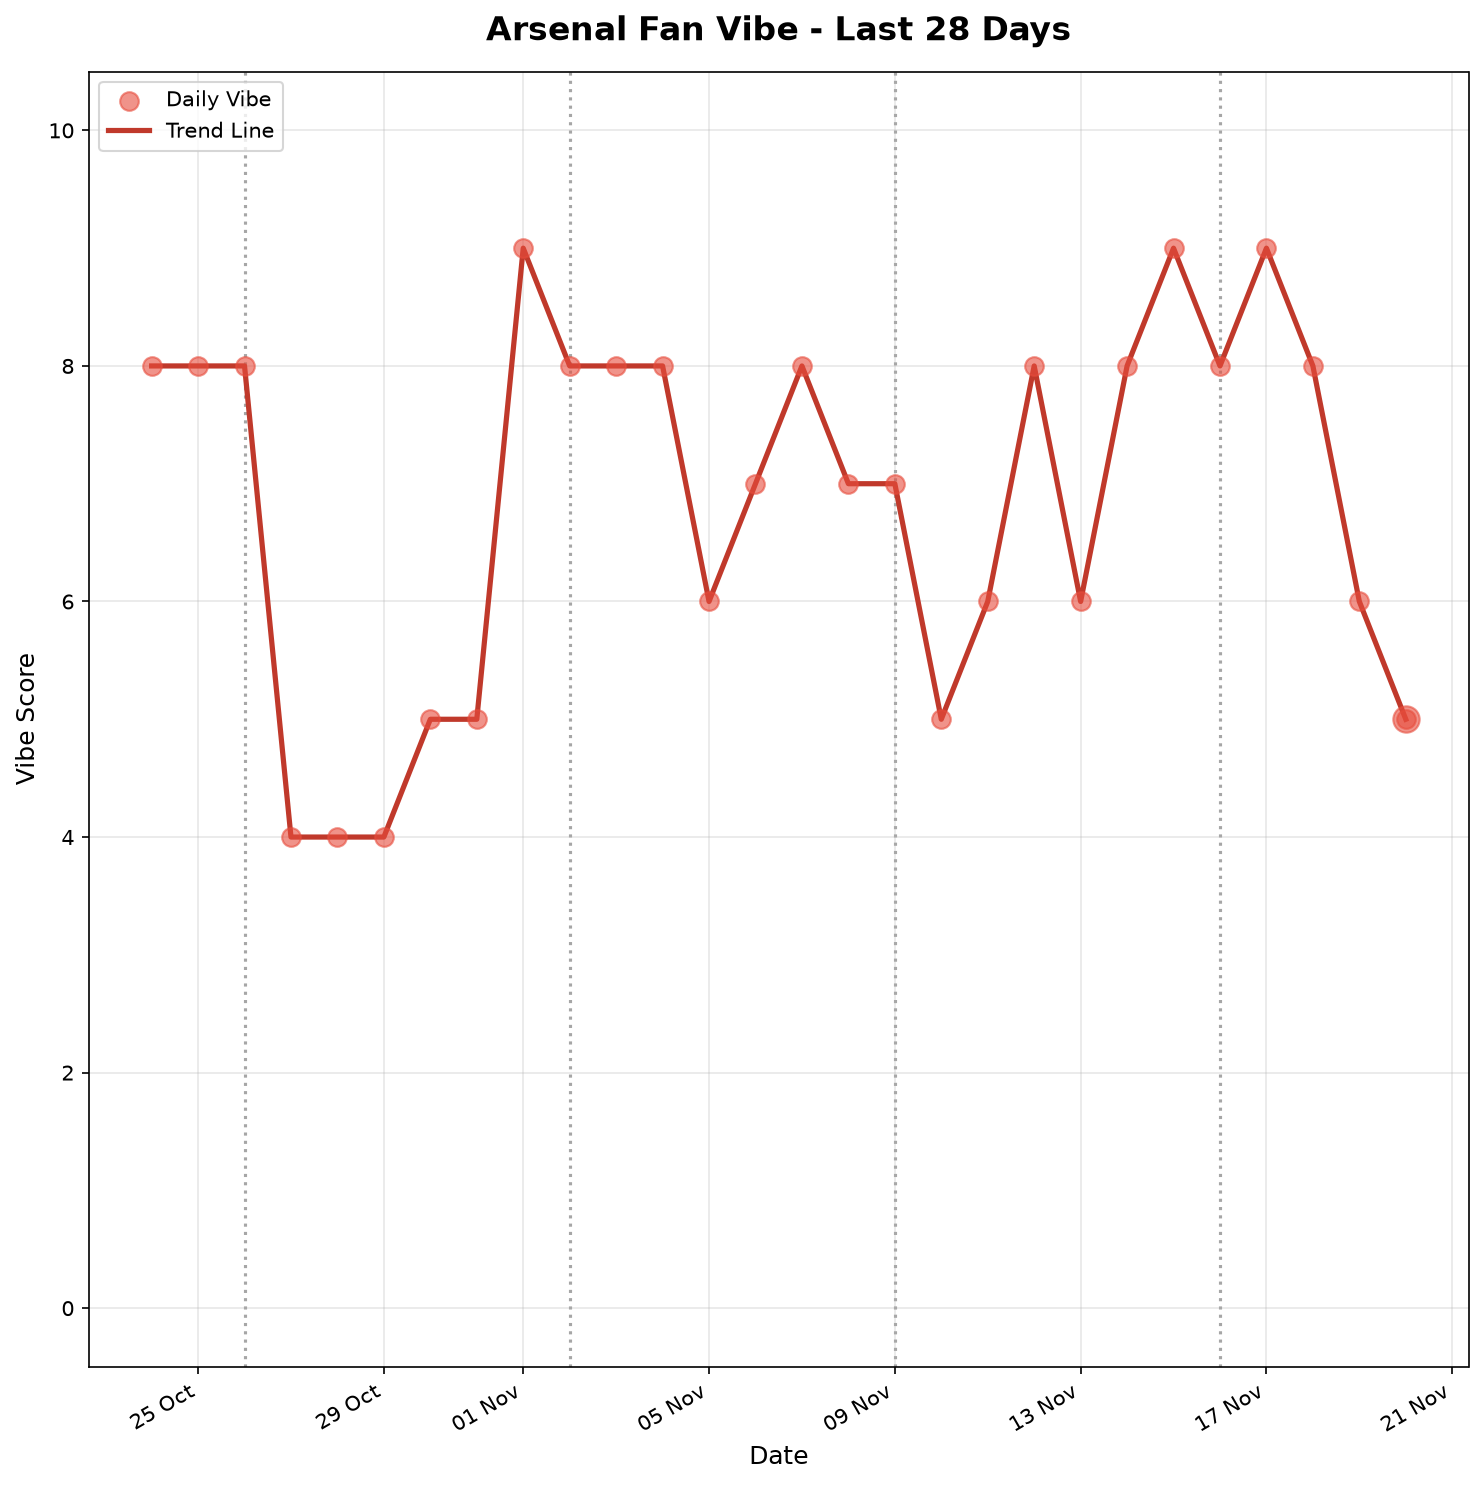 Arsenal Fan Vibe - Last 28 Days
Daily Vibe
Trend Line
Vibe Score
10
8
6
4
2
0
25 Oct
29 Oct
01 Nov
05 Nov
09 Nov
13 Nov
17 Nov
21 Nov
Date